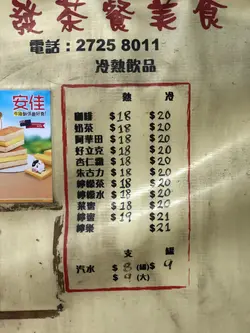 發茶餐美食
電話：2725 8011
冷熱飲品
安佳
熱 冷
咖啡 $18 $20
奶茶 $18 $20
阿華田 $18 $20
好立克 $18 $20
杏仁霜 $18 $20
朱古力 $18 $20
檸檬茶 $18 $20
檸檬水 $18 $20
菜蜜 $18 $20
檸蜜 $19 $21
檸樂 $21
支 罐
汽水 $8(細) $9
$9(大)